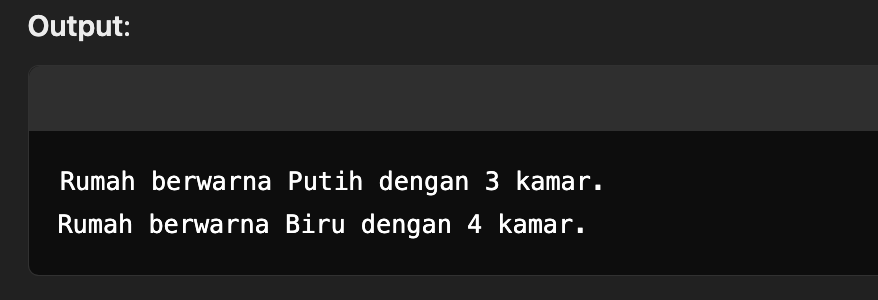 Output:
Rumah berwarna Putih dengan 3 kamar.
Rumah berwarna Biru dengan 4 kamar.